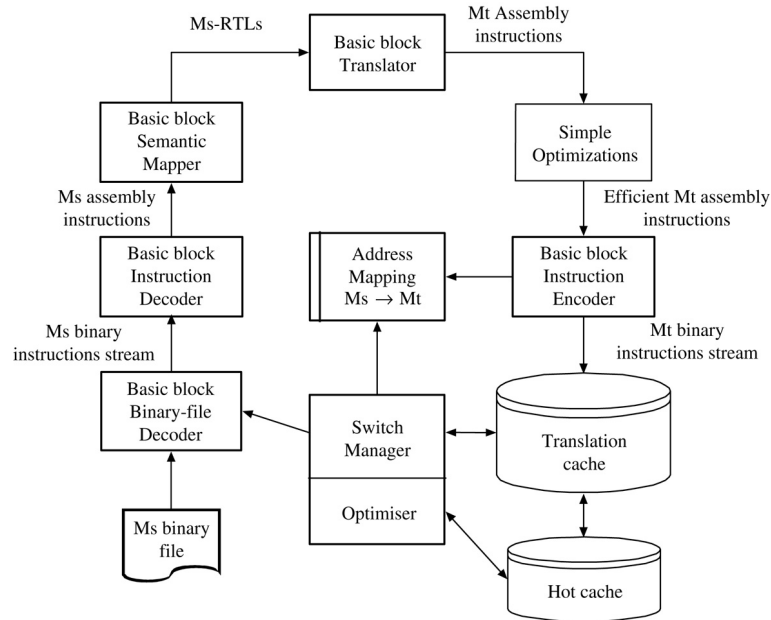 Ms-RTLs
Mt Assembly
instructions
Basic block
Translator
Basic block
Semantic
Mapper
Simple
Optimizations
Ms assembly
instructions
Efficient Mt assembly
instructions
Basic block
Instruction
Decoder
Address
Mapping
Ms → Mt
Basic block
Instruction
Encoder
Ms binary
instructions stream
Mt binary
instructions stream
Basic block
Binary-file
Decoder
Switch
Manager
Translation
cache
Optimiser
Ms binary
file
Hot cache